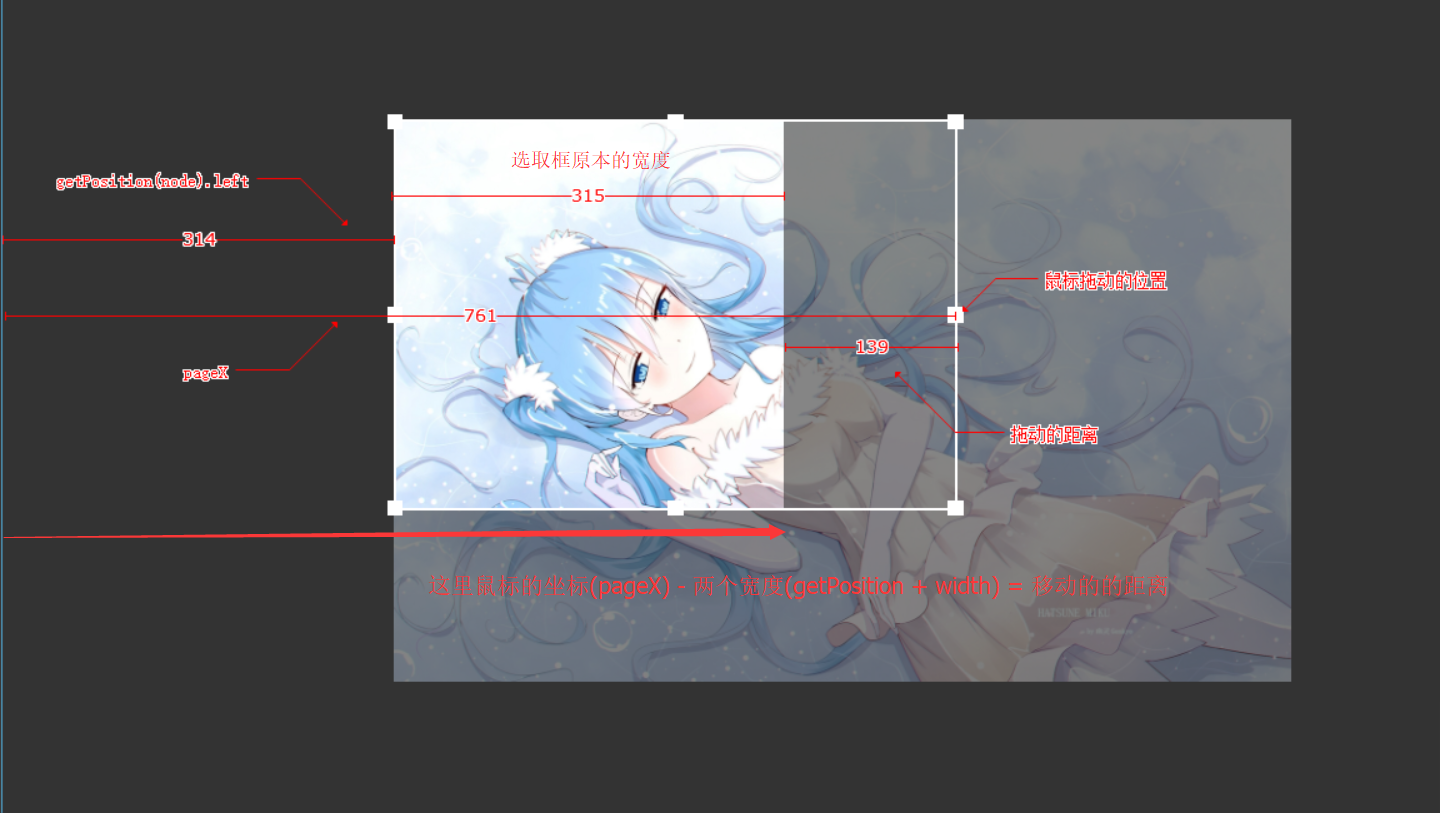 选取框原本的宽度
getPosition(node).left
315
314
鼠标拖动的位置
761
139
pageX
拖动的距离
这里鼠标的坐标(pageX) - 两个宽度(getPosition + width) = 移动的的距离
HATSUNE MIKU